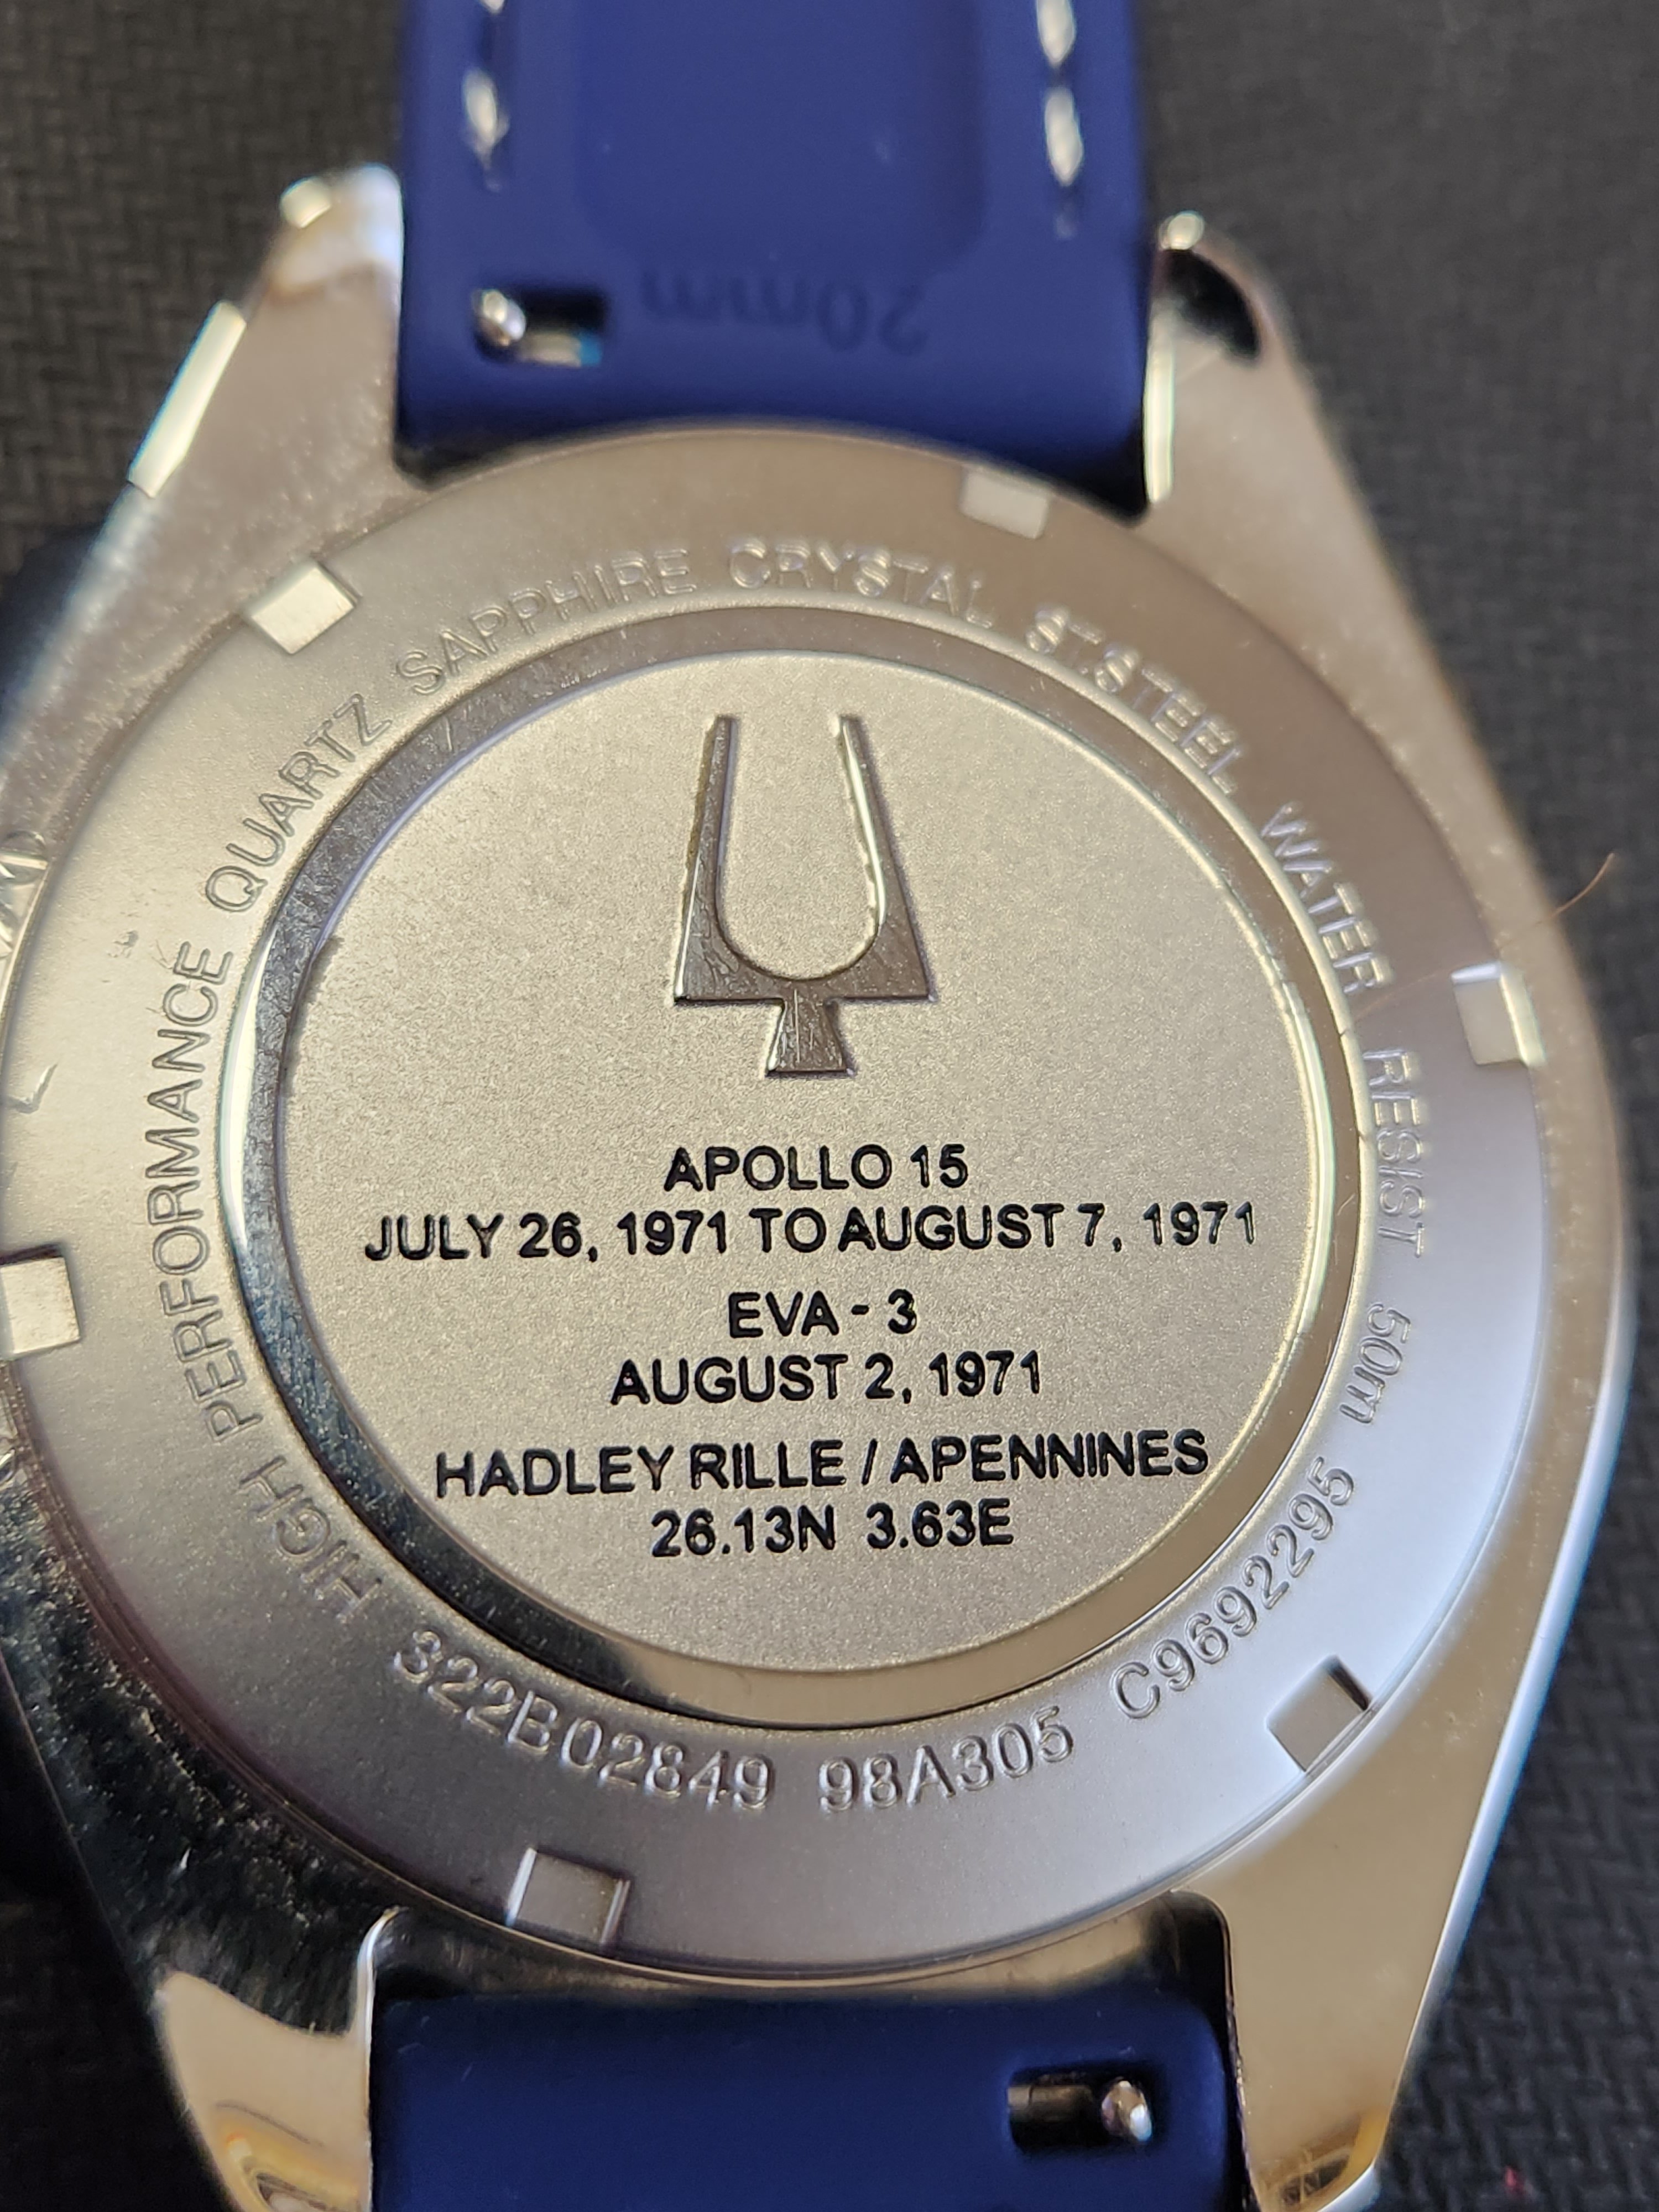 20mm
HIGH PERFORMANCE QUARTZ SAPPHIRE CRYSTAL ST.STEEL WATER RESIST 50m
APOLLO 15
JULY 26, 1971 TO AUGUST 7, 1971
EVA - 3
AUGUST 2, 1971
HADLEY RILLE / APENNINES
26.13N 3.63E
322B02849 98A305 C9692295